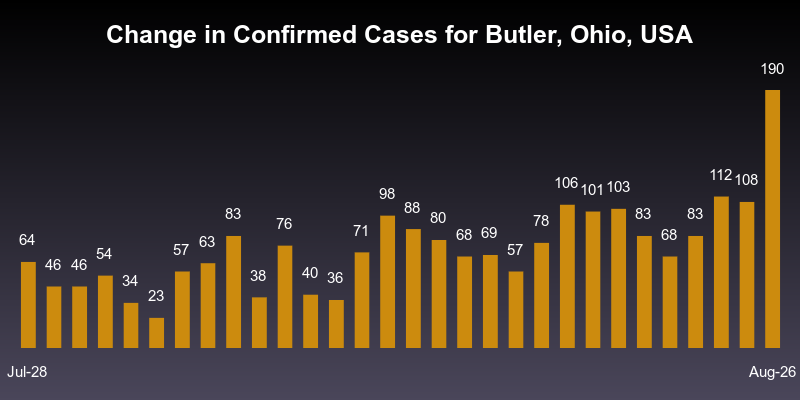 Change in Confirmed Cases for Butler, Ohio, USA
190
64 46 46 54 34 23 57 63 83 38 76 40 36 71 98 88 80 68 69 57 78 106 101 103 83 68 83 112 108
Jul-28 Aug-26